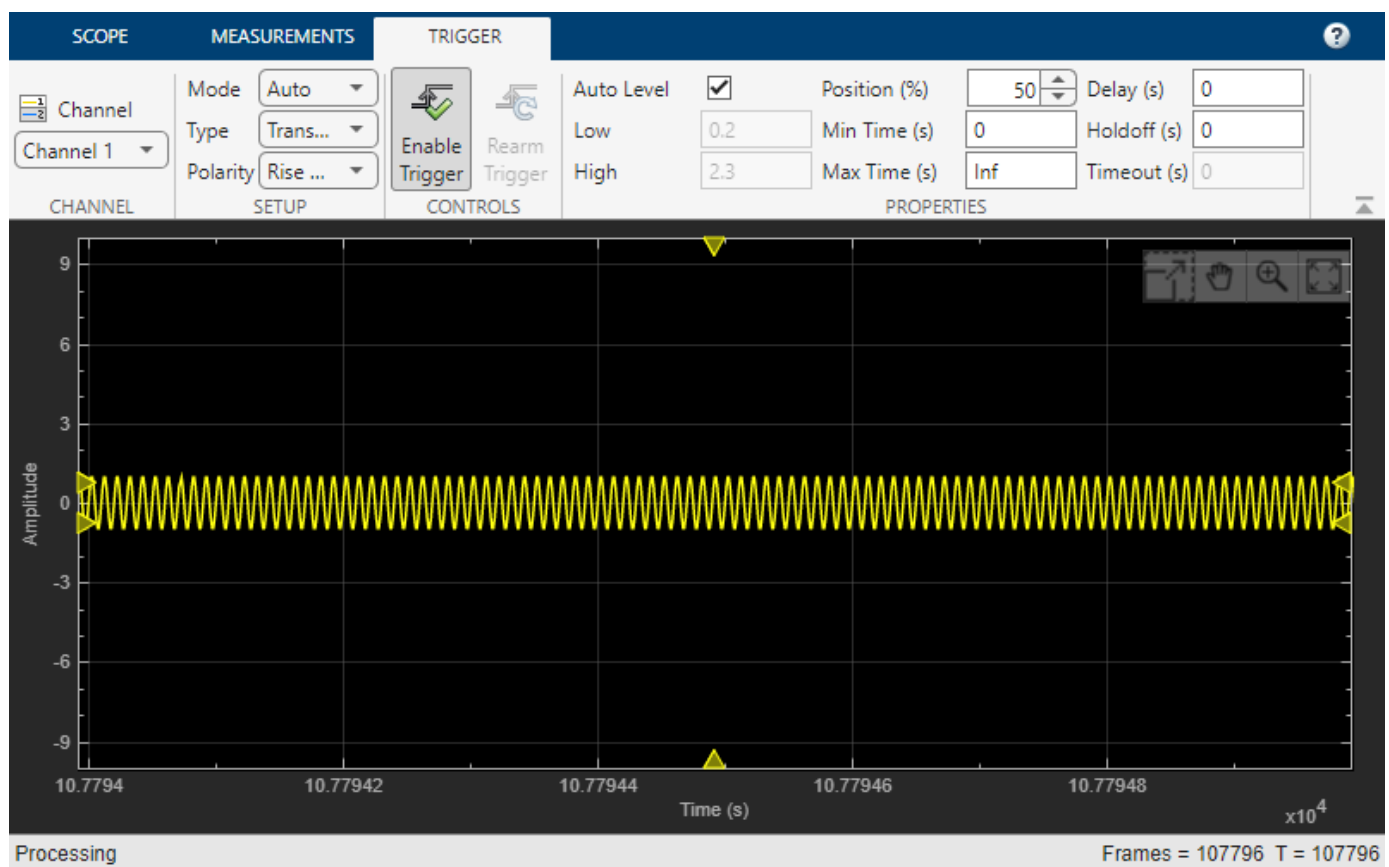 SCOPE MEASUREMENTS TRIGGER ?
Channel
1
2
Channel 1
CHANNEL
Mode Auto
Type Trans...
Polarity Rise ...
SETUP
Enable
Trigger
Rearm
Trigger
CONTROLS
Auto Level Position (%) 50 Delay (s) 0
Low 0.2 Min Time (s) 0 Holdoff (s) 0
High 2.3 Max Time (s) Inf Timeout (s) 0
PROPERTIES
9
6
3
0
-3
-6
-9
Amplitude
10.7794 10.77942 10.77944 10.77946 10.77948
Time (s)
x10^4
Processing Frames = 107796 T = 107796